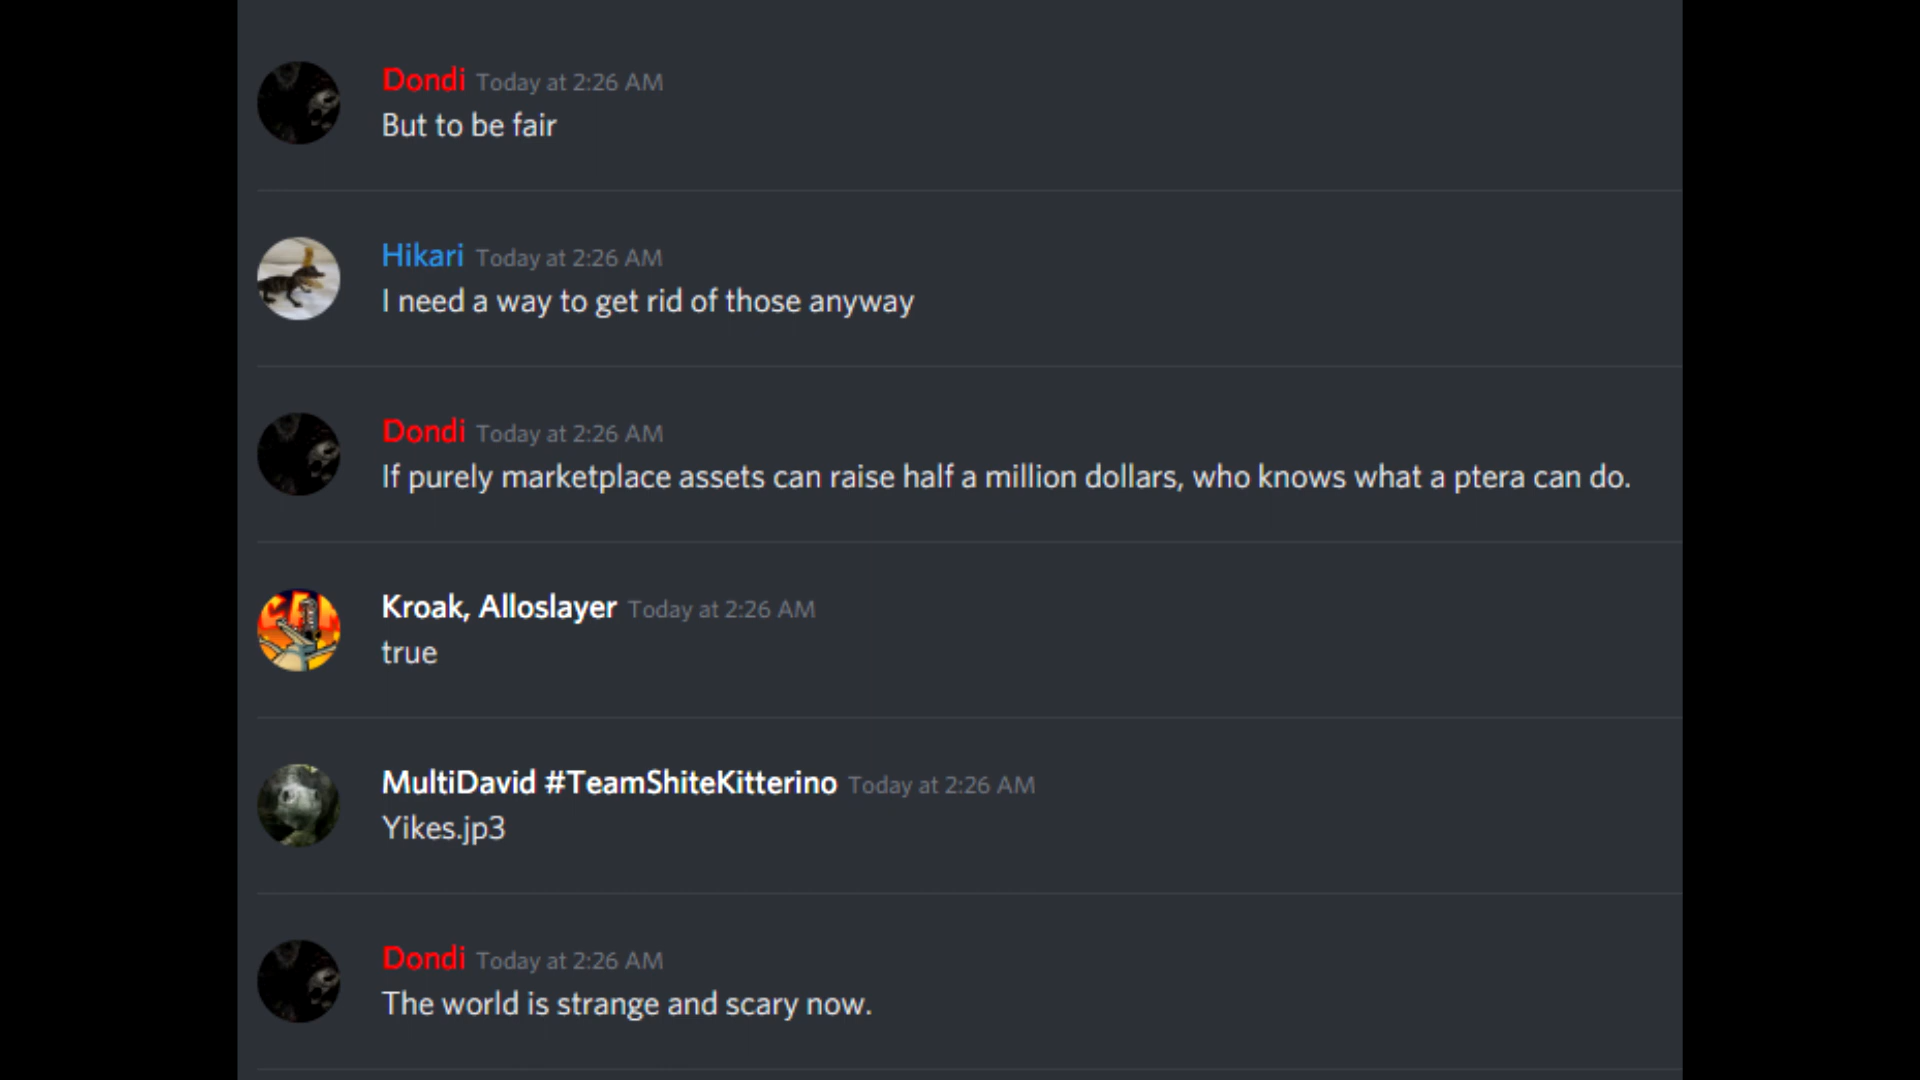 Dondi Today at 2:26 AM
But to be fair
Hikari Today at 2:26 AM
I need a way to get rid of those anyway
Dondi Today at 2:26 AM
If purely marketplace assets can raise half a million dollars, who knows what a ptera can do.
Kroak, Alloslayer Today at 2:26 AM
true
MultiDavid #TeamShiteKitterino Today at 2:26 AM
Yikes.jp3
Dondi Today at 2:26 AM
The world is strange and scary now.